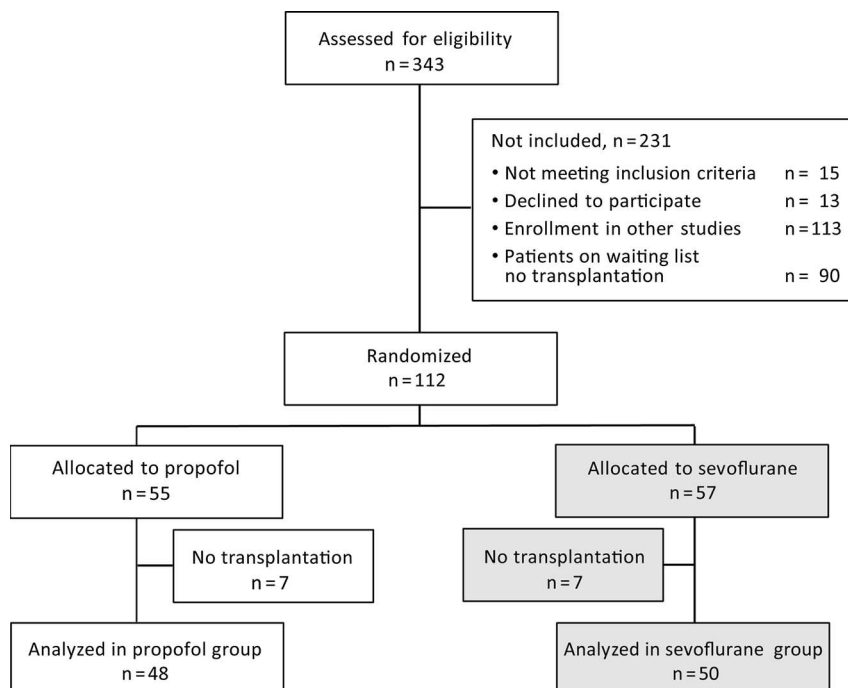 Assessed for eligibility
n = 343
Not included, n = 231
• Not meeting inclusion criteria n = 15
• Declined to participate n = 13
• Enrollment in other studies n = 113
• Patients on waiting list
no transplantation n = 90
Randomized
n = 112
Allocated to propofol
n = 55
Allocated to sevoflurane
n = 57
No transplantation
n = 7
No transplantation
n = 7
Analyzed in propofol group
n = 48
Analyzed in sevoflurane group
n = 50